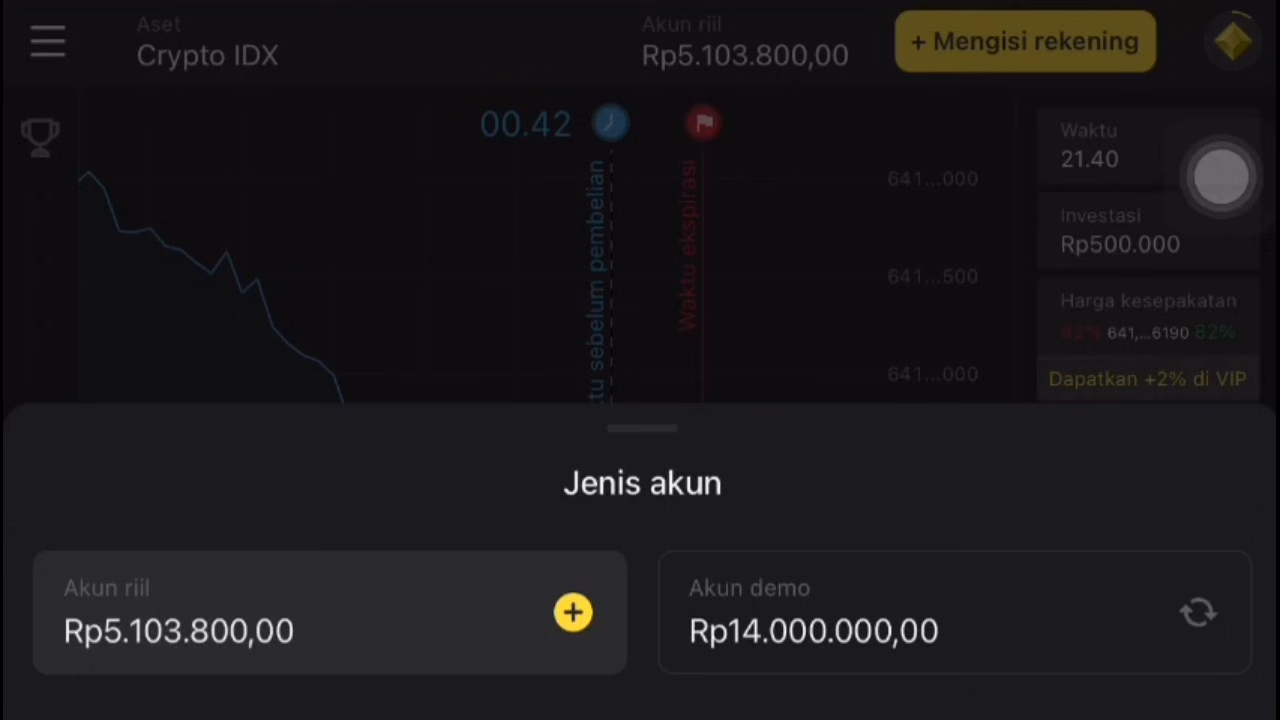 Aset
Crypto IDX
Akun riil
Rp5.103.800,00
+ Mengisi rekening
00.42
Waktu
21.40
Investasi
Rp500.000
Harga kesepakatan
82% 641,...6190 82%
Dapatkan +2% di VIP
641...000
641...500
641...000
tu sebelum pembelian
Waktu ekspirasi
Jenis akun
Akun riil
Rp5.103.800,00
Akun demo
Rp14.000.000,00